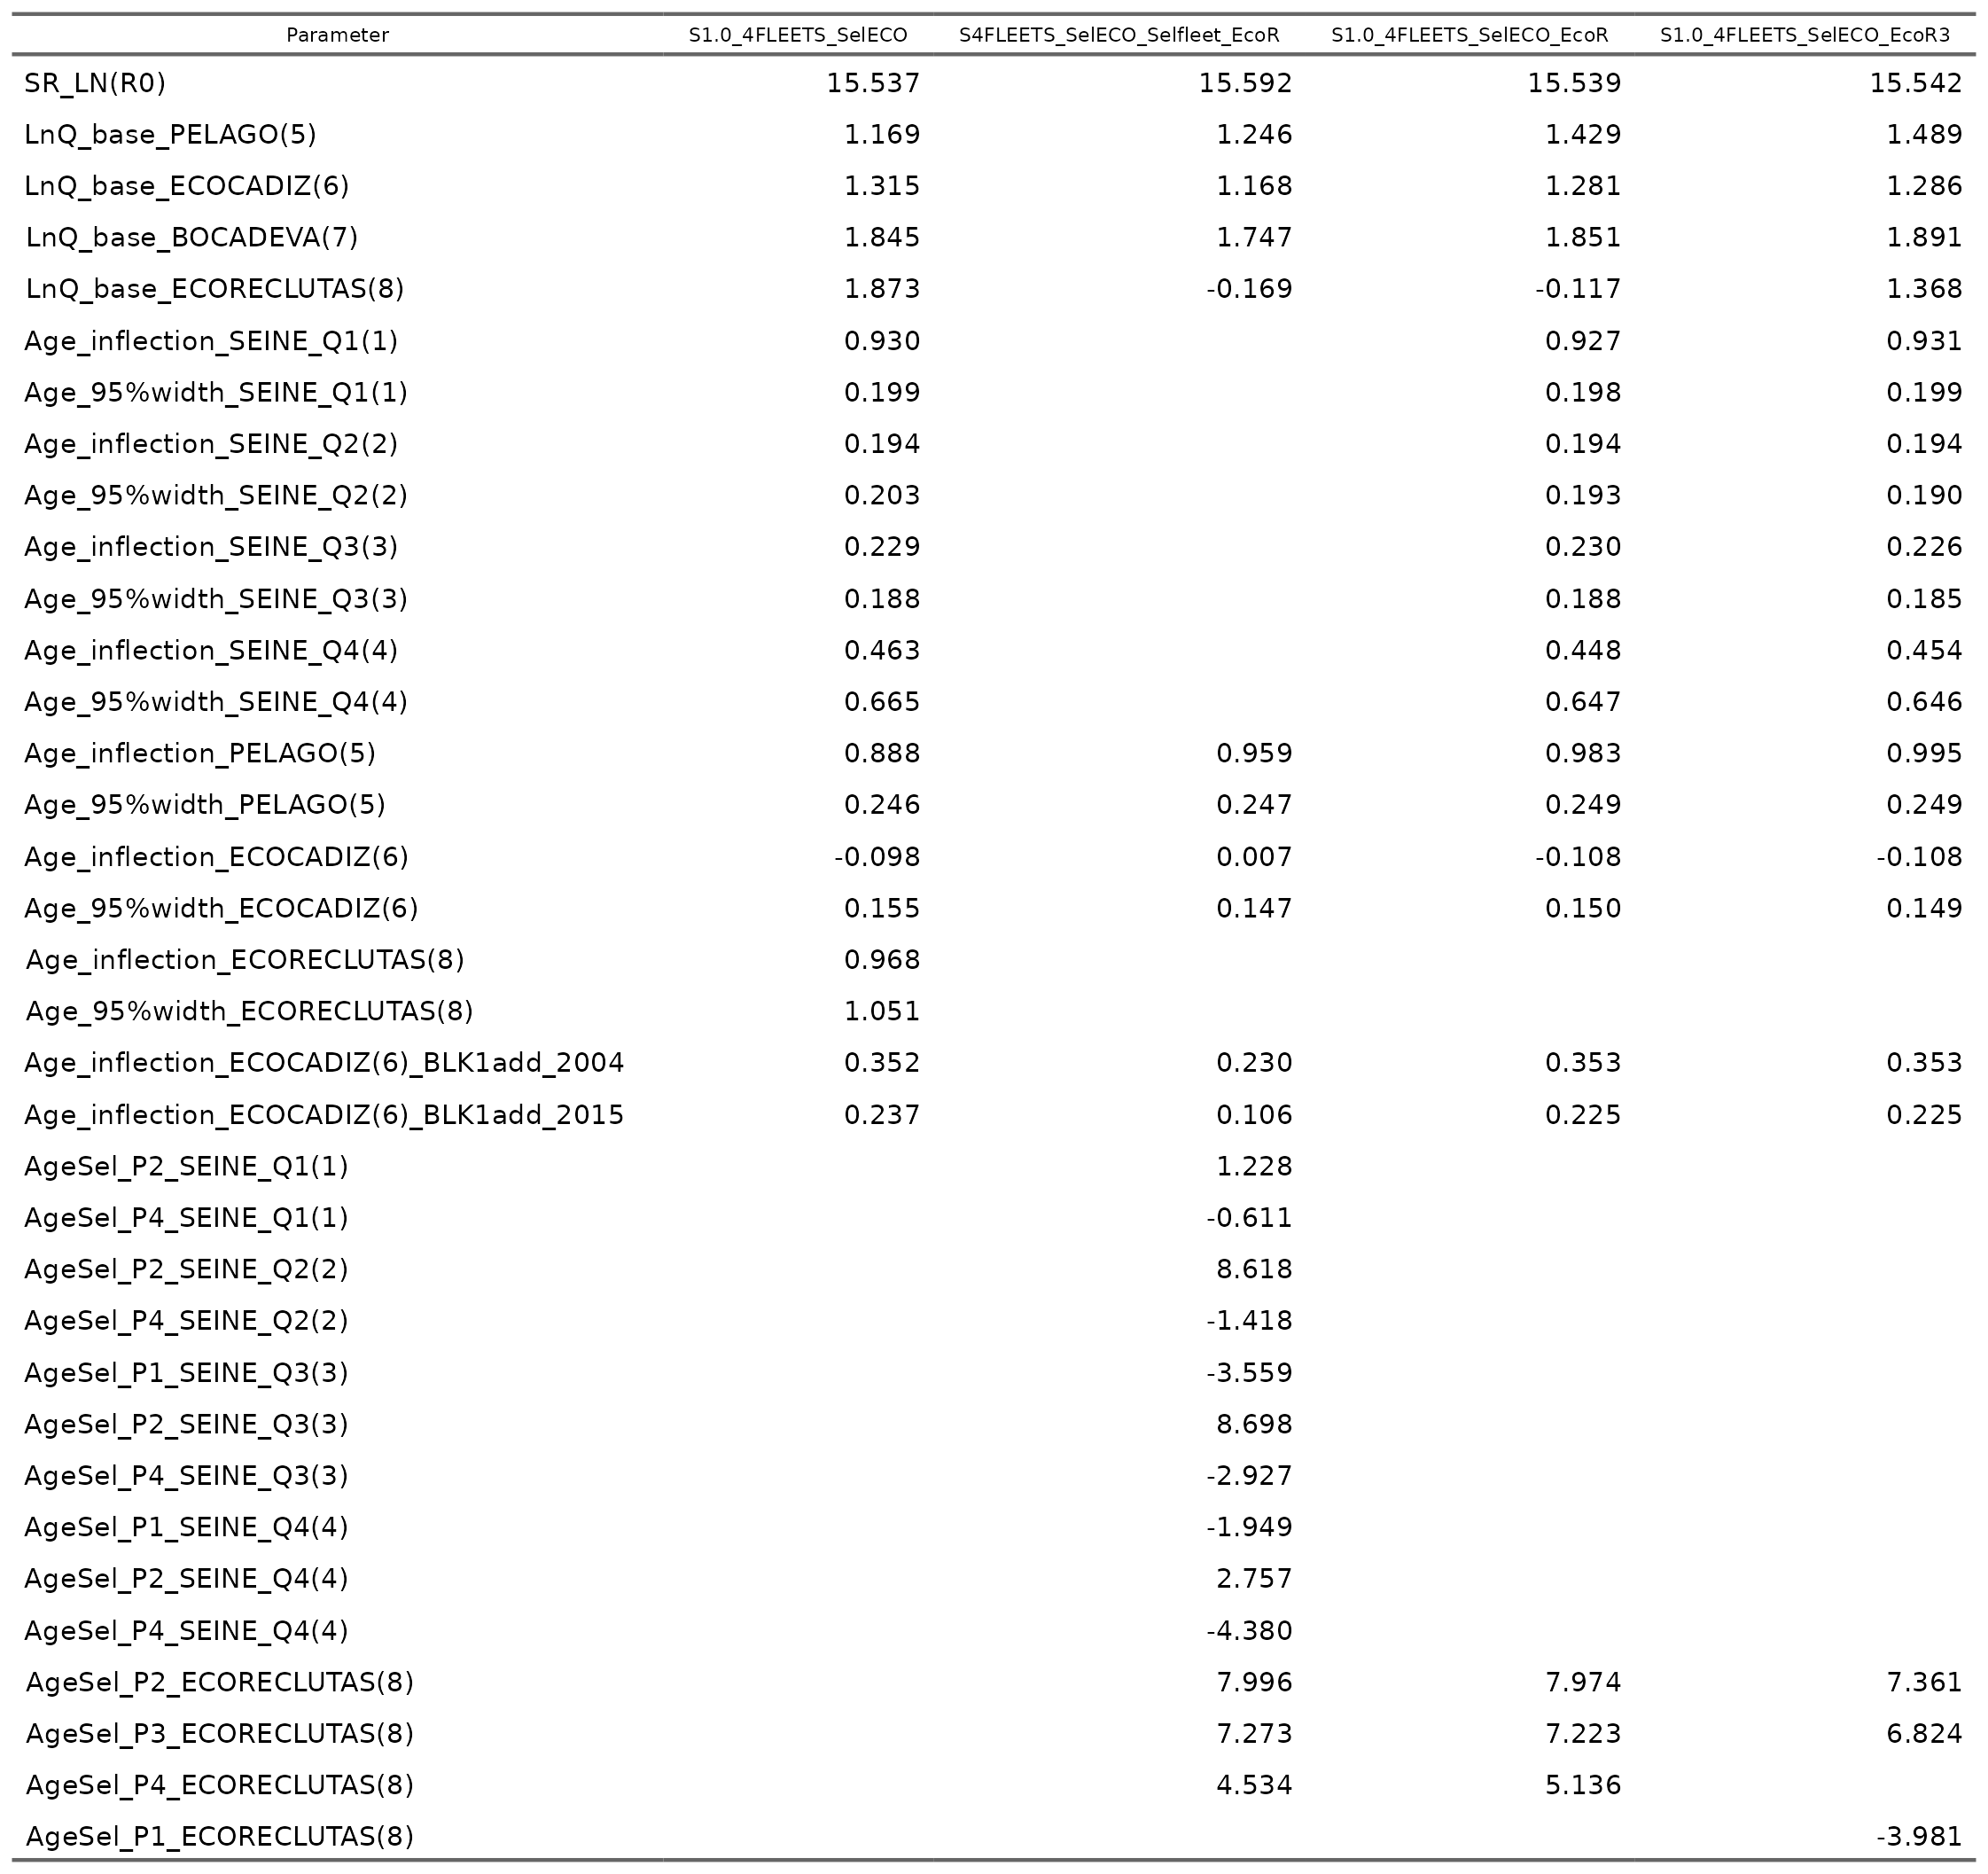 Parameter S1.0_4FLEETS_SelECO S4FLEETS_SelECO_Selfleet_EcoR S1.0_4FLEETS_SelECO_EcoR S1.0_4FLEETS_SelECO_EcoR3
SR_LN(R0) 15.537 15.592 15.539 15.542
LnQ_base_PELAGO(5) 1.169 1.246 1.429 1.489
LnQ_base_ECOCADIZ(6) 1.315 1.168 1.281 1.286
LnQ_base_BOCADEVA(7) 1.845 1.747 1.851 1.891
LnQ_base_ECORECLUTAS(8) 1.873 -0.169 -0.117 1.368
Age_inflection_SEINE_Q1(1) 0.930 0.927 0.931
Age_95%width_SEINE_Q1(1) 0.199 0.198 0.199
Age_inflection_SEINE_Q2(2) 0.194 0.194 0.194
Age_95%width_SEINE_Q2(2) 0.203 0.193 0.190
Age_inflection_SEINE_Q3(3) 0.229 0.230 0.226
Age_95%width_SEINE_Q3(3) 0.188 0.188 0.185
Age_inflection_SEINE_Q4(4) 0.463 0.448 0.454
Age_95%width_SEINE_Q4(4) 0.665 0.647 0.646
Age_inflection_PELAGO(5) 0.888 0.959 0.983 0.995
Age_95%width_PELAGO(5) 0.246 0.247 0.249 0.249
Age_inflection_ECOCADIZ(6) -0.098 0.007 -0.108 -0.108
Age_95%width_ECOCADIZ(6) 0.155 0.147 0.150 0.149
Age_inflection_ECORECLUTAS(8) 0.968
Age_95%width_ECORECLUTAS(8) 1.051
Age_inflection_ECOCADIZ(6)_BLK1add_2004 0.352 0.230 0.353 0.353
Age_inflection_ECOCADIZ(6)_BLK1add_2015 0.237 0.106 0.225 0.225
AgeSel_P2_SEINE_Q1(1) 1.228
AgeSel_P4_SEINE_Q1(1) -0.611
AgeSel_P2_SEINE_Q2(2) 8.618
AgeSel_P4_SEINE_Q2(2) -1.418
AgeSel_P1_SEINE_Q3(3) -3.559
AgeSel_P2_SEINE_Q3(3) 8.698
AgeSel_P4_SEINE_Q3(3) -2.927
AgeSel_P1_SEINE_Q4(4) -1.949
AgeSel_P2_SEINE_Q4(4) 2.757
AgeSel_P4_SEINE_Q4(4) -4.380
AgeSel_P2_ECORECLUTAS(8) 7.996 7.974 7.361
AgeSel_P3_ECORECLUTAS(8) 7.273 7.223 6.824
AgeSel_P4_ECORECLUTAS(8) 4.534 5.136
AgeSel_P1_ECORECLUTAS(8) -3.981